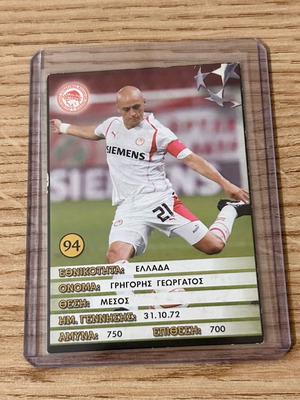 SIEMENS
21
94
ΕΘΝΙΚΟΤΗΤΑ: ΕΛΛΑΔΑ
ΟΝΟΜΑ: ΓΡΗΓΟΡΗΣ ΓΕΩΡΓΑΤΟΣ
ΘΕΣΗ: ΜΕΣΟΣ
ΗΜ. ΓΕΝΝΗΣΗΣ: 31.10.72
ΑΜΥΝΑ: 750 ΕΠΙΘΕΣΗ: 700